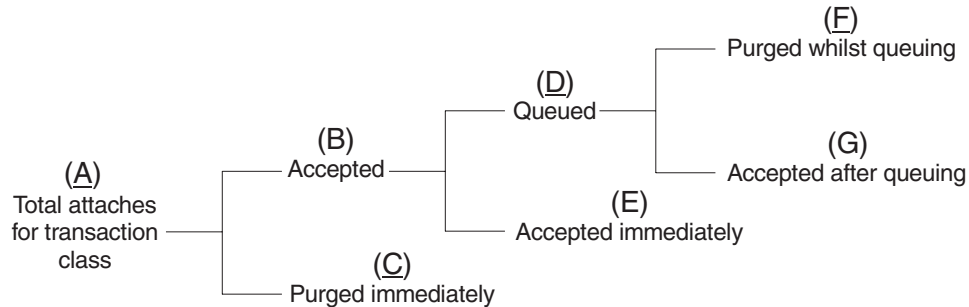 (A)
Total attaches
for transaction
class
(B)
Accepted
(C)
Purged immediately
(D)
Queued
(E)
Accepted immediately
(F)
Purged whilst queuing
(G)
Accepted after queuing